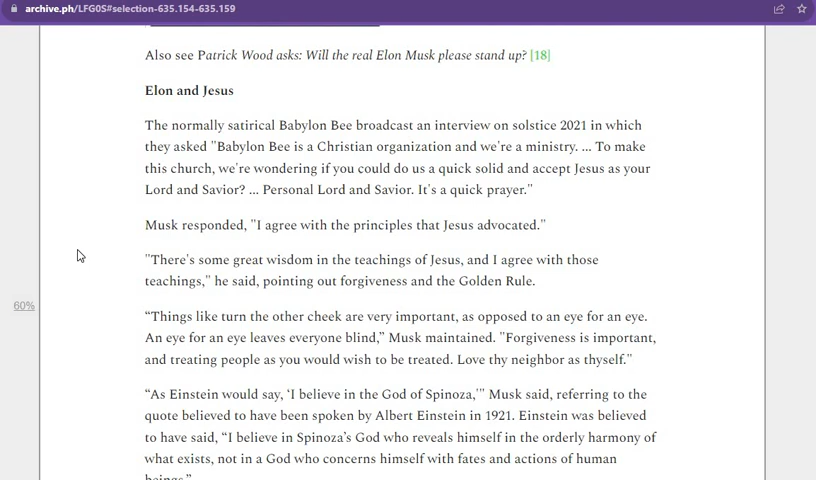 archive.ph/LFG0S#selection-635.154-635.159
Also see Patrick Wood asks: Will the real Elon Musk please stand up? [18]
Elon and Jesus
The normally satirical Babylon Bee broadcast an interview on solstice 2021 in which
they asked "Babylon Bee is a Christian organization and we're a ministry. ... To make
this church, we're wondering if you could do us a quick solid and accept Jesus as your
Lord and Savior? ... Personal Lord and Savior. It's a quick prayer."
Musk responded, "I agree with the principles that Jesus advocated."
"There's some great wisdom in the teachings of Jesus, and I agree with those
teachings," he said, pointing out forgiveness and the Golden Rule.
60%
“Things like turn the other cheek are very important, as opposed to an eye for an eye.
An eye for an eye leaves everyone blind,” Musk maintained. "Forgiveness is important,
and treating people as you would wish to be treated. Love thy neighbor as thyself."
“As Einstein would say, ‘I believe in the God of Spinoza,'" Musk said, referring to the
quote believed to have been spoken by Albert Einstein in 1921. Einstein was believed
to have said, “I believe in Spinoza’s God who reveals himself in the orderly harmony of
what exists, not in a God who concerns himself with fates and actions of human
beings.”